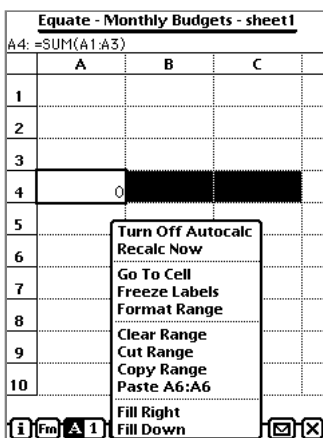 Equate - Monthly Budgets - sheet1
A4: =SUM(A1:A3)
A B C
1
2
3
4 0
5
Turn Off Autocalc
Recalc Now
6
Go To Cell
7
Freeze Labels
Format Range
8
Clear Range
9
Cut Range
Copy Range
10
Paste A6:A6
Fill Right
i Fm A 1 Fill Down X